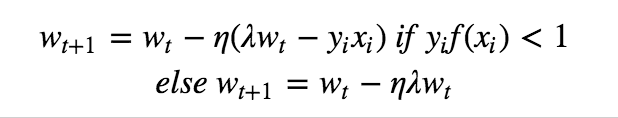 w_{t+1} = w_t − η(λw_t − y_i x_i) if y_i f(x_i) < 1
else w_{t+1} = w_t − ηλw_t